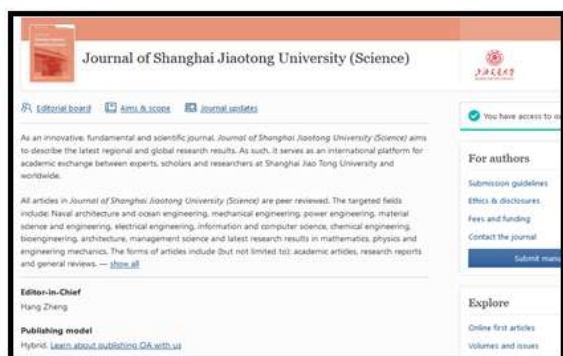 Journal of Shanghai Jiaotong University (Science)
Editorial board Aims & scope Journal updates
As an innovative, fundamental and scientific journal, Journal of Shanghai Jiaotong University (Science) aims
to describe the latest regional and global research results. As such, it serves as an international platform for
academic exchange between experts, scholars and researchers at Shanghai Jiao Tong University and
worldwide.
All articles in Journal of Shanghai Jiaotong University (Science) are peer reviewed. The targeted fields
include: Naval architecture and ocean engineering, mechanical engineering, power engineering, material
science and engineering, electrical engineering, information and computer science, chemical engineering,
bioengineering, architecture, management science and latest research results in mathematics, physics and
engineering mechanics. The forms of articles include (but not limited to): academic articles, research reports
and general reviews. — show all
Editor-in-Chief
Hang Zheng
Publishing model
Hybrid. Learn about publishing OA with us
You have access to
For authors
Submission guidelines
Ethics & disclosures
Fees and funding
Contact the journal
Submit manu
Explore
Online first articles
Volumes and issues